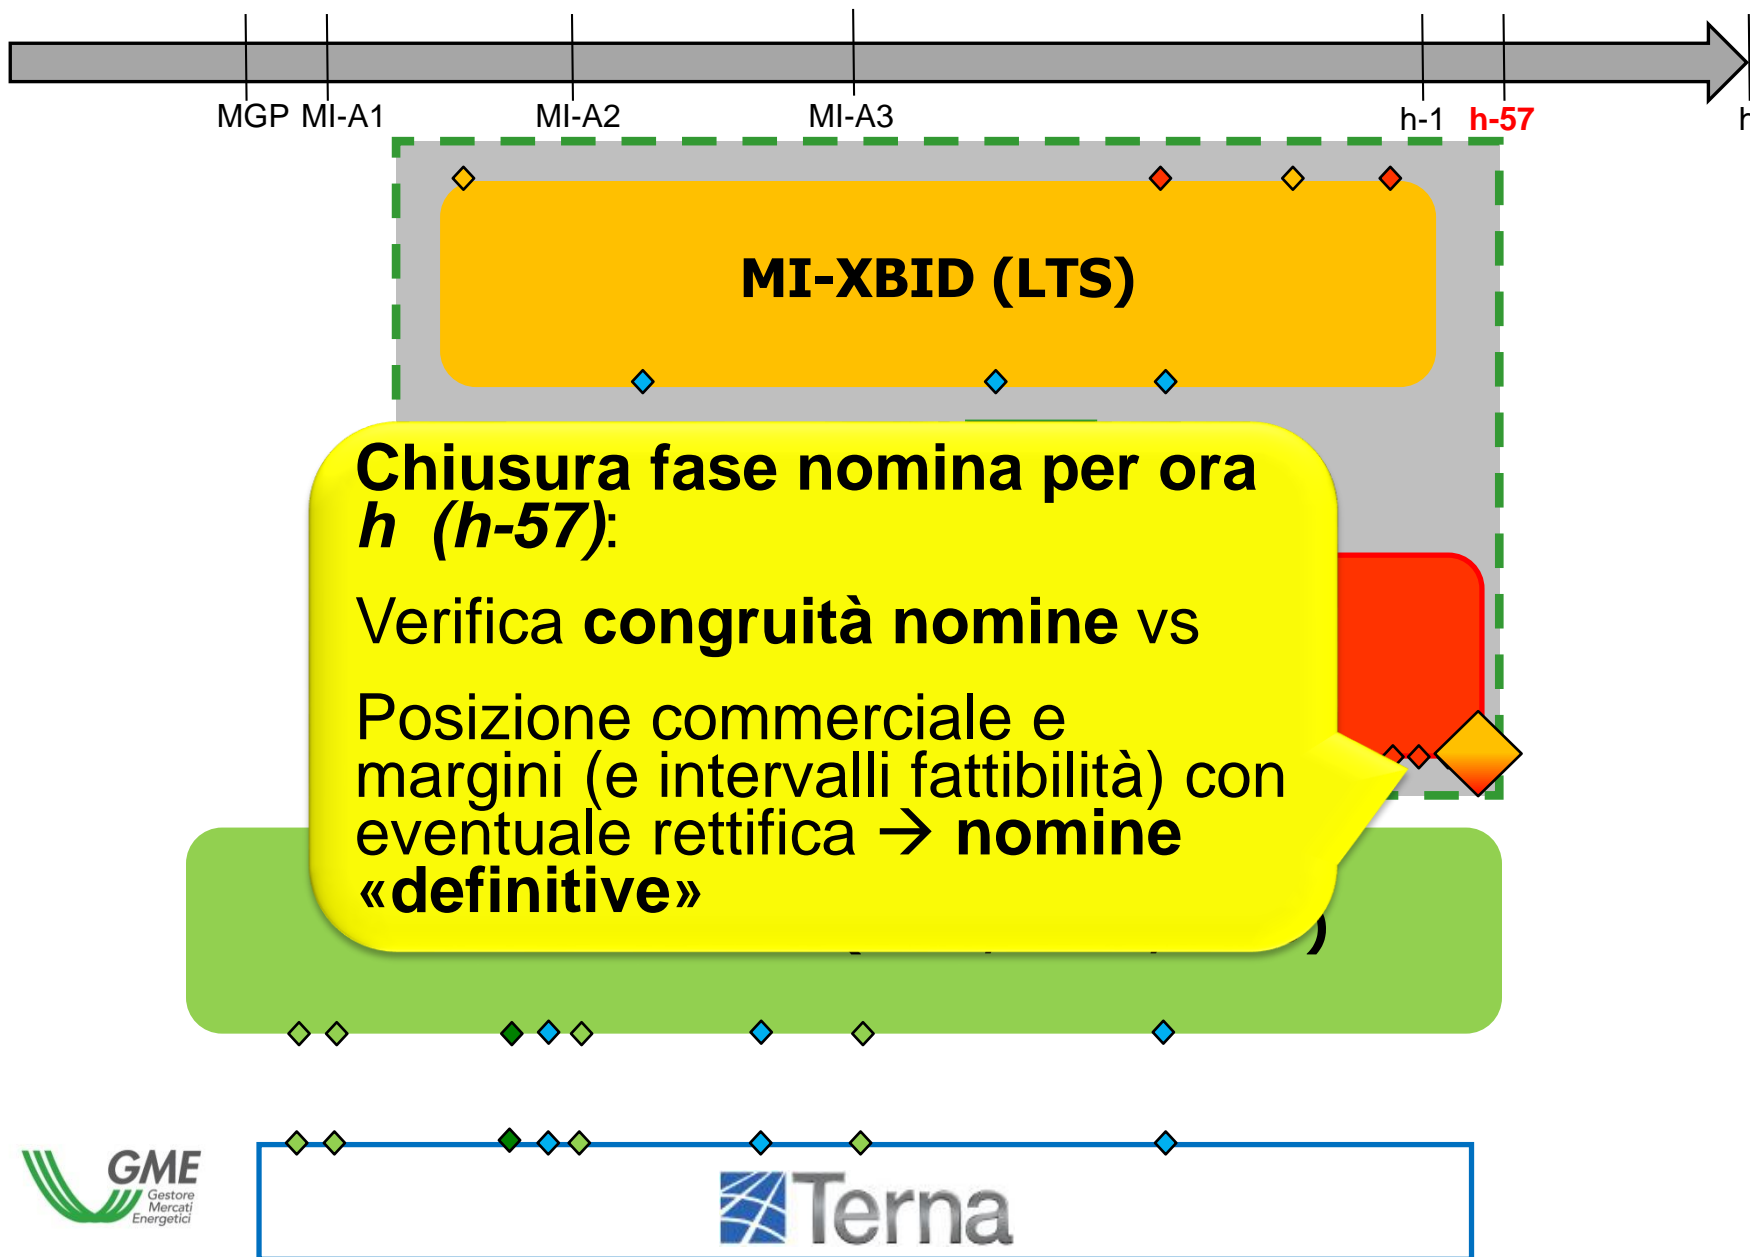 MGP MI-A1 MI-A2 MI-A3 h-1 h-57 h
MI-XBID (LTS)
Chiusura fase nomina per ora
h (h-57):
Verifica congruità nomine vs
Posizione commerciale e
margini (e intervalli fattibilità) con
eventuale rettifica → nomine
«definitive»
GME
Gestore
Mercati
Energetici
Terna